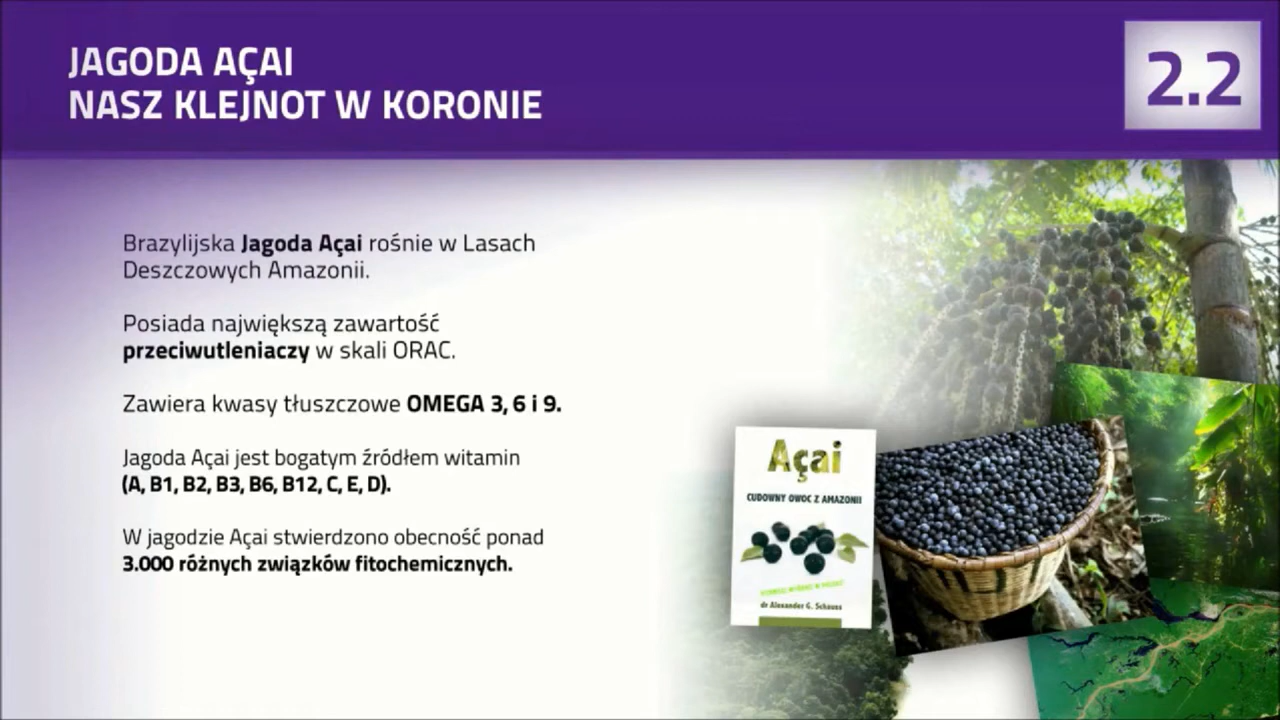 JAGODA AÇAI
NASZ KLEJNOT W KORONIE
2.2
Brazylijska Jagoda Açai rośnie w Lasach
Deszczowych Amazonii.
Posiada największą zawartość
przeciwutleniaczy w skali ORAC.
Zawiera kwasy tłuszczowe OMEGA 3, 6 i 9.
Jagoda Açai jest bogatym źródłem witamin
(A, B1, B2, B3, B6, B12, C, E, D).
W jagodzie Açai stwierdzono obecność ponad
3.000 różnych związków fitochemicznych.
Açai
CUDOWNY OWOC Z AMAZONII
dr Alexander G. Schauss